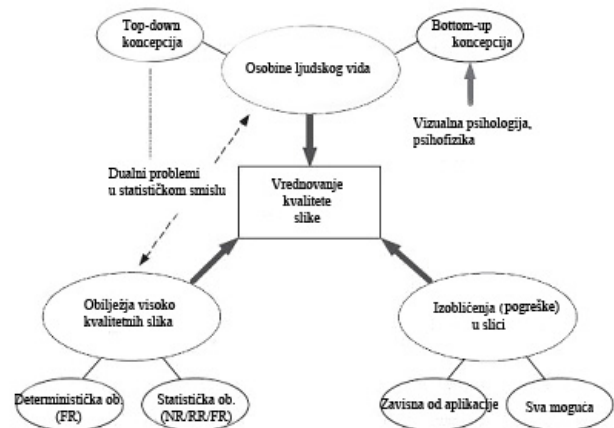 Top-down
koncepcija
Bottom-up
koncepcija
Osobine ljudskog vida
Vizualna psihologija,
psihofizika
Dualni problemi
u statističkom smislu
Vrednovanje
kvalitete
slike
Obilježja visoko
kvalitetnih slika
Izobličenja (pogreške)
u slici
Deterministička ob.
(FR)
Statistička ob.
(NR/RR/FR)
Zavisna od aplikacije
Sva moguća